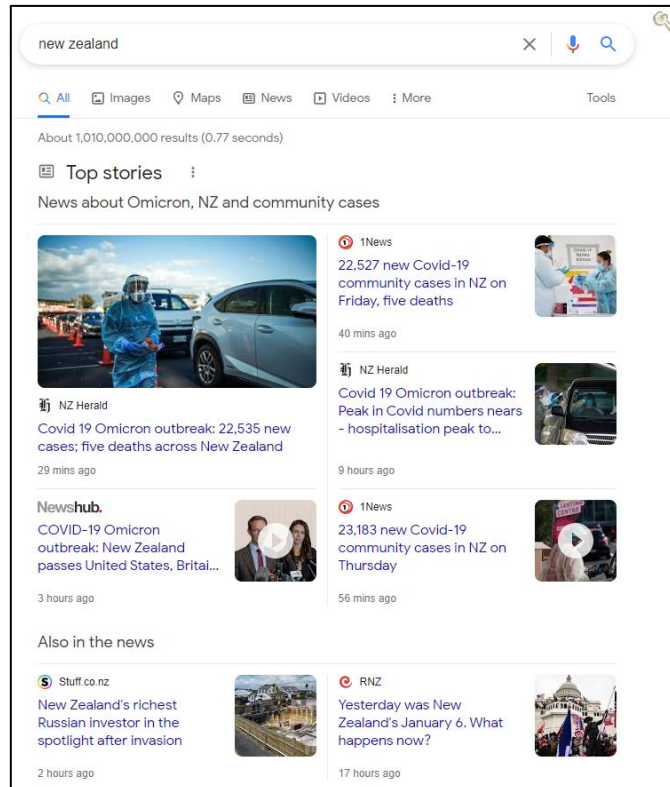 new zealand
All Images Maps News Videos More Tools
About 1,010,000,000 results (0.77 seconds)
Top stories
News about Omicron, NZ and community cases
NZ Herald
Covid 19 Omicron outbreak: 22,535 new
cases; five deaths across New Zealand
29 mins ago
1News
22,527 new Covid-19
community cases in NZ on
Friday, five deaths
40 mins ago
NZ Herald
Covid 19 Omicron outbreak:
Peak in Covid numbers nears
- hospitalisation peak to...
9 hours ago
Newshub.
COVID-19 Omicron
outbreak: New Zealand
passes United States, Britai...
3 hours ago
1News
23,183 new Covid-19
community cases in NZ on
Thursday
56 mins ago
Also in the news
Stuff.co.nz
New Zealand's richest
Russian investor in the
spotlight after invasion
2 hours ago
RNZ
Yesterday was New
Zealand's January 6. What
happens now?
17 hours ago